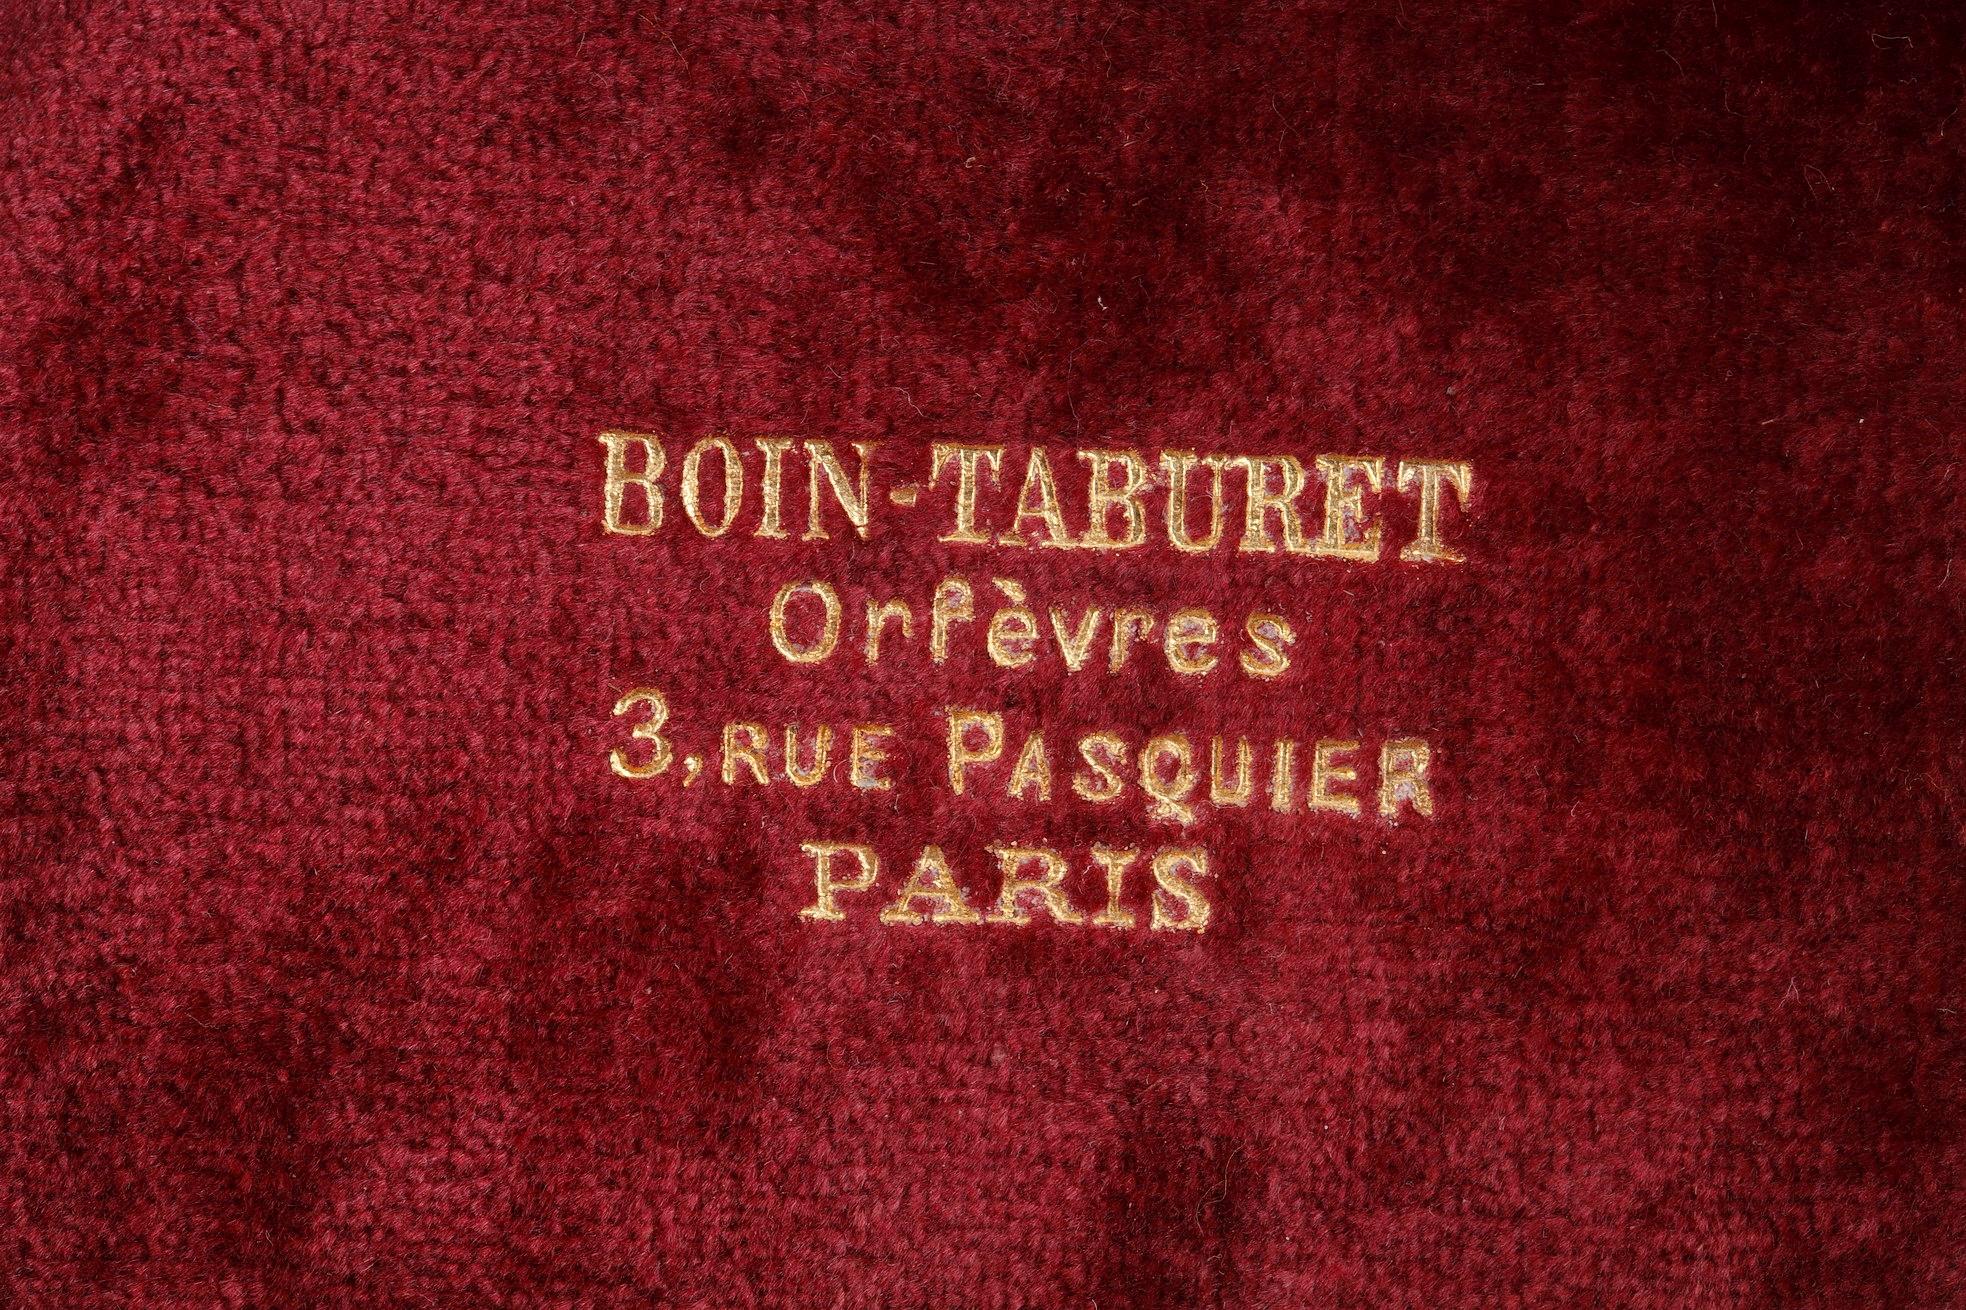 BOIN-TABURET
Orfèvres
3, RUE PASQUIER
PARIS